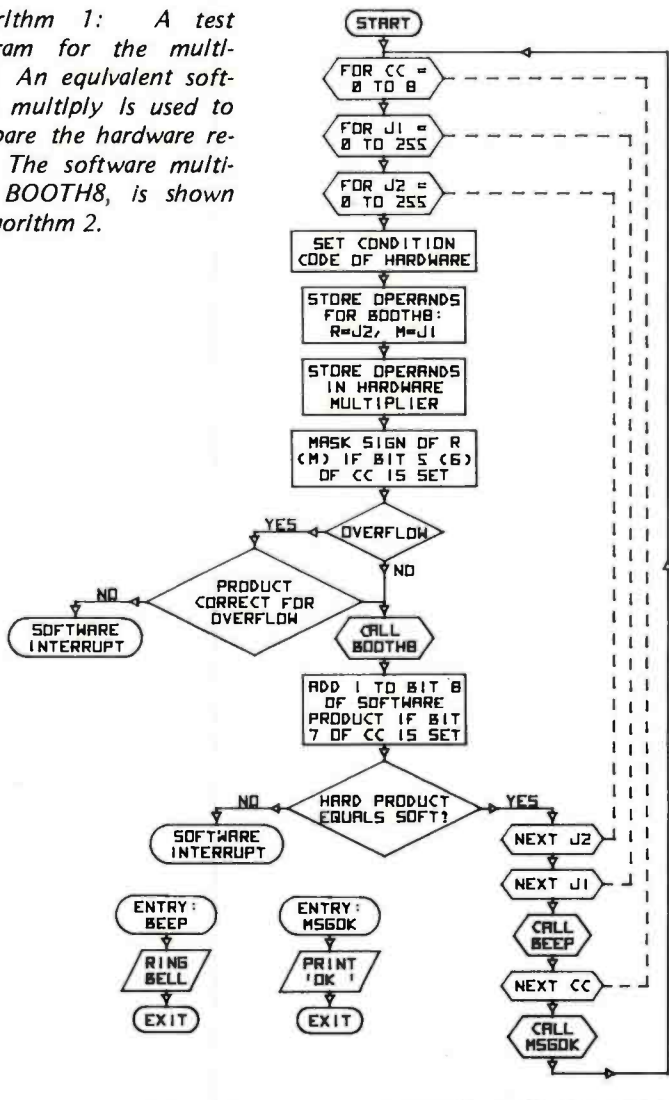 rithm 1: A test
ram for the multi-
An equivalent soft-
multiply is used to
pare the hardware re-
The software multi-
BOOTH8, is shown
orithm 2.
START
FOR CC =
0 TO 8
FOR J1 =
0 TO 255
FOR J2 =
0 TO 255
SET CONDITION
CODE OF HARDWARE
STORE OPERANDS
FOR BOOTH8:
R=J2, M=J1
STORE OPERANDS
IN HARDWARE
MULTIPLIER
MASK SIGN OF R
(M) IF BIT 5 (6)
OF CC IS SET
YES
OVERFLOW
NO
NO
PRODUCT
CORRECT FOR
OVERFLOW
SOFTWARE
INTERRUPT
CALL
BOOTH8
ADD 1 TO BIT 8
OF SOFTWARE
PRODUCT IF BIT
7 OF CC IS SET
NO
HARD PRODUCT
EQUALS SOFT?
YES
SOFTWARE
INTERRUPT
NEXT J2
NEXT J1
CALL
BEEP
NEXT CC
CALL
MSGOK
ENTRY:
BEEP
RING
BELL
EXIT
ENTRY:
MSGOK
PRINT
'OK '
EXIT